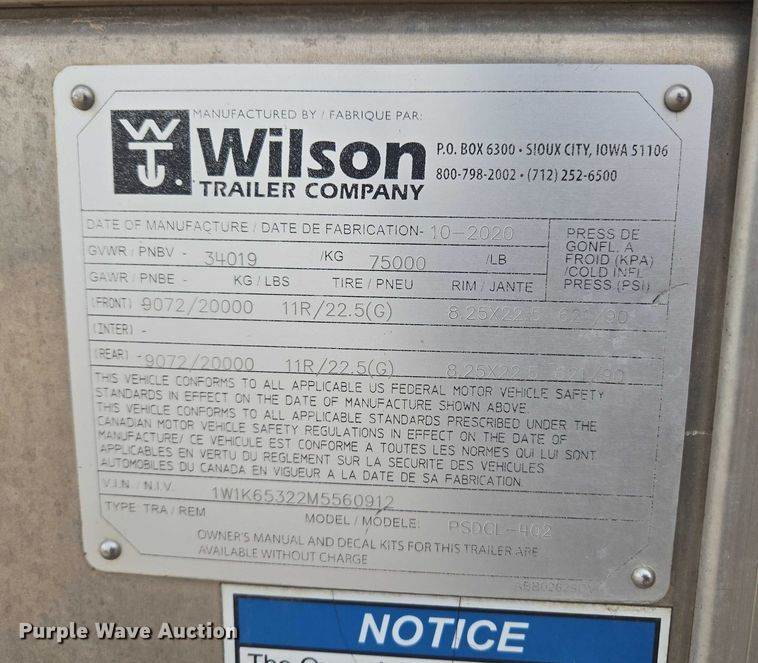 MANUFACTURED BY / FABRIQUE PAR:
Wilson
TRAILER COMPANY
P.O. BOX 6300 • SIOUX CITY, IOWA 51106
800-798-2002 • (712) 252-6500
DATE OF MANUFACTURE / DATE DE FABRICATION- 10-2020
GVWR / PNBV - 34019 /KG 75000 /LB
PRESS DE
GONFL. A
FROID (KPA)
/COLD INFL
PRESS (PSI)
GAWR / PNBE - KG / LBS TIRE / PNEU RIM / JANTE
(FRONT) 9072/20000 11R/22.5(G) 8.25X22.5 621/90
(INTER) -
(REAR) - 9072/20000 11R/22.5(G) 8.25X22.5 621/90
THIS VEHICLE CONFORMS TO ALL APPLICABLE US FEDERAL MOTOR VEHICLE SAFETY
STANDARDS IN EFFECT ON THE DATE OF MANUFACTURE SHOWN ABOVE.
THIS VEHICLE CONFORMS TO ALL APPLICABLE STANDARDS PRESCRIBED UNDER THE
CANADIAN MOTOR VEHICLE SAFETY REGULATIONS IN EFFECT ON THE DATE OF
MANUFACTURE/ CE VEHICULE EST CONFORME A TOUTES LES NORMES QUI LUI SONT
APPLICABLES EN VERTU DU REGLEMENT SUR LA SECURITE DES VEHICULES
AUTOMOBILES DU CANADA EN VIGUEUR A LA DATE DE SA FABRICATION.
V.I.N. / N.I.V. 1W1K65322M5560912
TYPE TRA / REM MODEL / MODELE: PSDCL-402
OWNER'S MANUAL AND DECAL KITS FOR THIS TRAILER ARE
AVAILABLE WITHOUT CHARGE
NOTICE
Purple Wave Auction